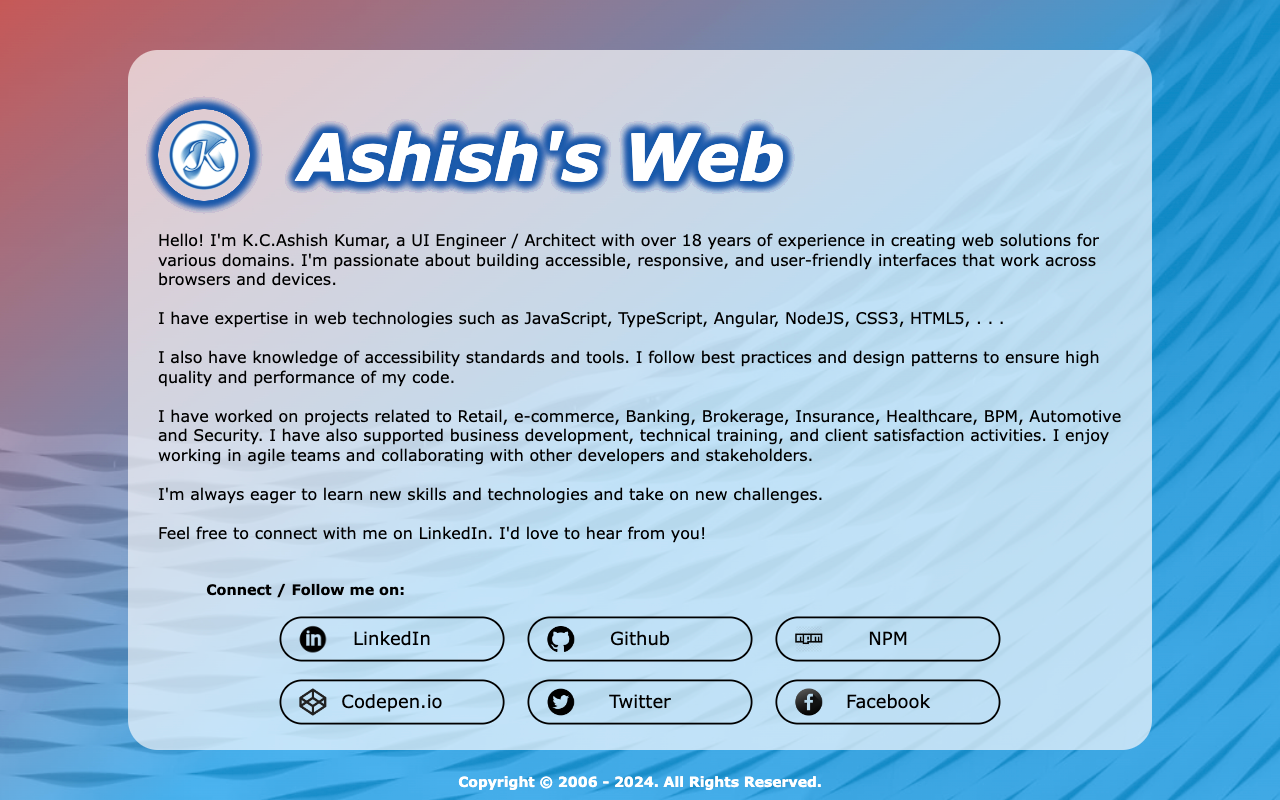 K
Ashish's Web
Hello! I'm K.C.Ashish Kumar, a UI Engineer / Architect with over 18 years of experience in creating web solutions for
various domains. I'm passionate about building accessible, responsive, and user-friendly interfaces that work across
browsers and devices.
I have expertise in web technologies such as JavaScript, TypeScript, Angular, NodeJS, CSS3, HTML5, . . .
I also have knowledge of accessibility standards and tools. I follow best practices and design patterns to ensure high
quality and performance of my code.
I have worked on projects related to Retail, e-commerce, Banking, Brokerage, Insurance, Healthcare, BPM, Automotive
and Security. I have also supported business development, technical training, and client satisfaction activities. I enjoy
working in agile teams and collaborating with other developers and stakeholders.
I'm always eager to learn new skills and technologies and take on new challenges.
Feel free to connect with me on LinkedIn. I'd love to hear from you!
Connect / Follow me on:
in LinkedIn
Github
npm NPM
Codepen.io
Twitter
f Facebook
Copyright © 2006 - 2024. All Rights Reserved.